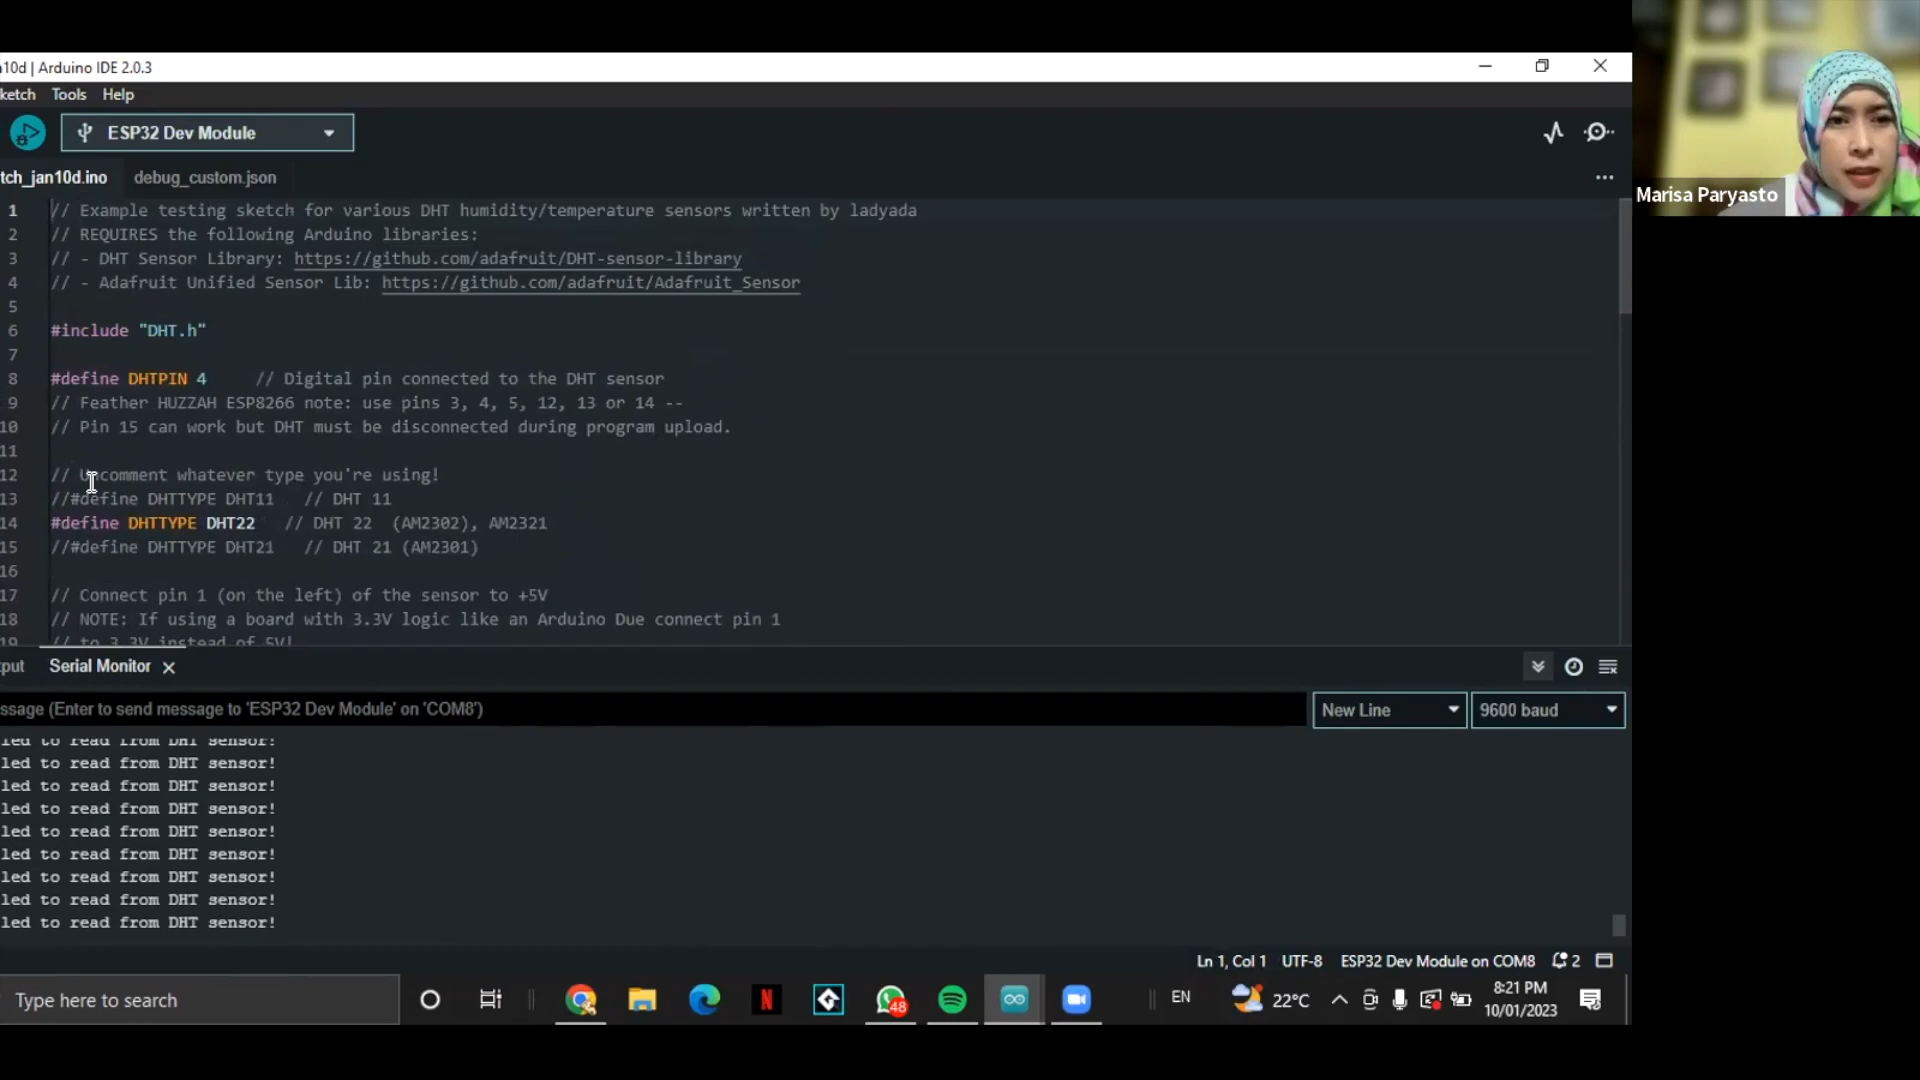 10d | Arduino IDE 2.0.3
ketch Tools Help
ESP32 Dev Module
tch_jan10d.ino debug_custom.json
Marisa Paryasto
1 // Example testing sketch for various DHT humidity/temperature sensors written by ladyada
2 // REQUIRES the following Arduino libraries:
3 // - DHT Sensor Library: https://github.com/adafruit/DHT-sensor-library
4 // - Adafruit Unified Sensor Lib: https://github.com/adafruit/Adafruit_Sensor
5
6 #include "DHT.h"
7
8 #define DHTPIN 4 // Digital pin connected to the DHT sensor
9 // Feather HUZZAH ESP8266 note: use pins 3, 4, 5, 12, 13 or 14 --
10 // Pin 15 can work but DHT must be disconnected during program upload.
11
12 // Uncomment whatever type you're using!
13 //#define DHTTYPE DHT11 // DHT 11
14 #define DHTTYPE DHT22 // DHT 22 (AM2302), AM2321
15 //#define DHTTYPE DHT21 // DHT 21 (AM2301)
16
17 // Connect pin 1 (on the left) of the sensor to +5V
18 // NOTE: If using a board with 3.3V logic like an Arduino Due connect pin 1
19 // to 3.3V instead of 5V!
put Serial Monitor
ssage (Enter to send message to 'ESP32 Dev Module' on 'COM8')
New Line 9600 baud
led to read from DHT sensor!
led to read from DHT sensor!
led to read from DHT sensor!
led to read from DHT sensor!
led to read from DHT sensor!
led to read from DHT sensor!
led to read from DHT sensor!
led to read from DHT sensor!
led to read from DHT sensor!
Ln 1, Col 1 UTF-8 ESP32 Dev Module on COM8 2
Type here to search
48
EN
22°C
8:21 PM
10/01/2023